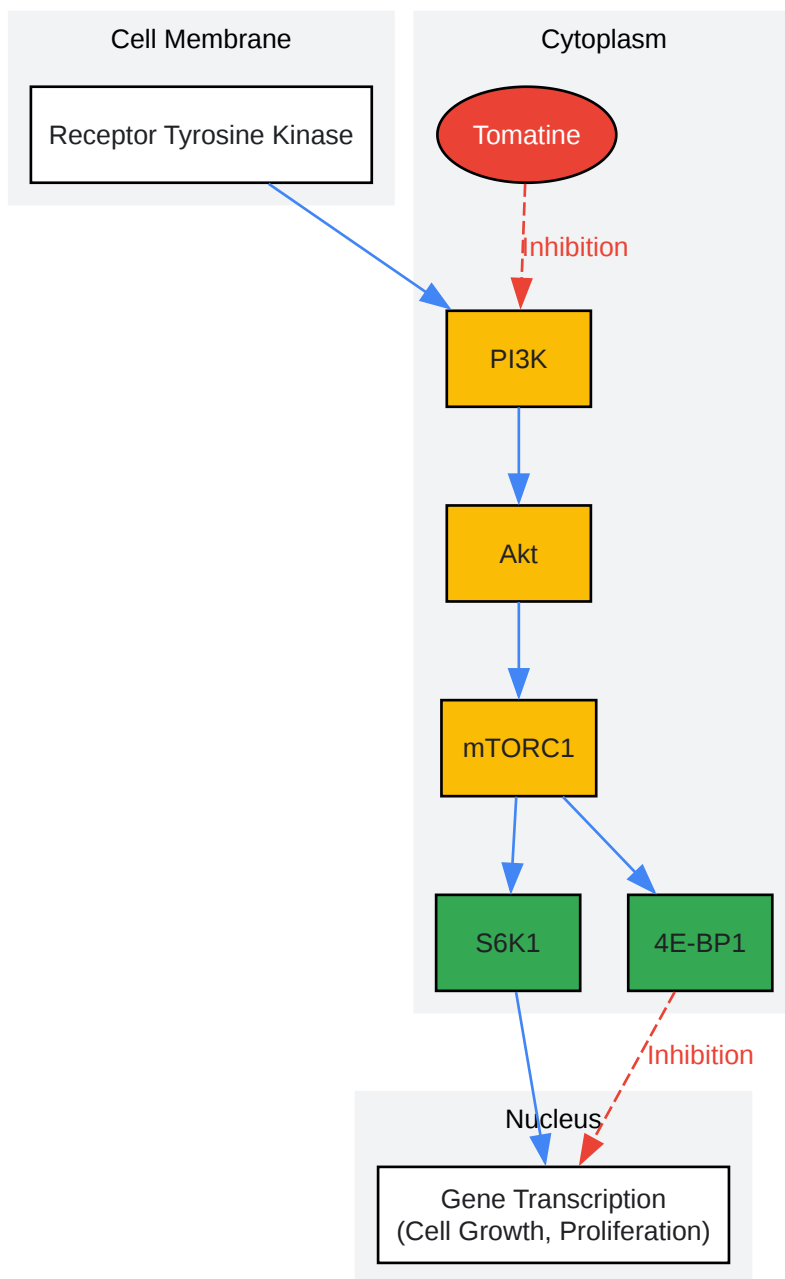 Cell Membrane
Cytoplasm
Receptor Tyrosine Kinase
Tomatine
Inhibition
PI3K
Akt
mTORC1
S6K1
4E-BP1
Inhibition
Nucleus
Gene Transcription
(Cell Growth, Proliferation)